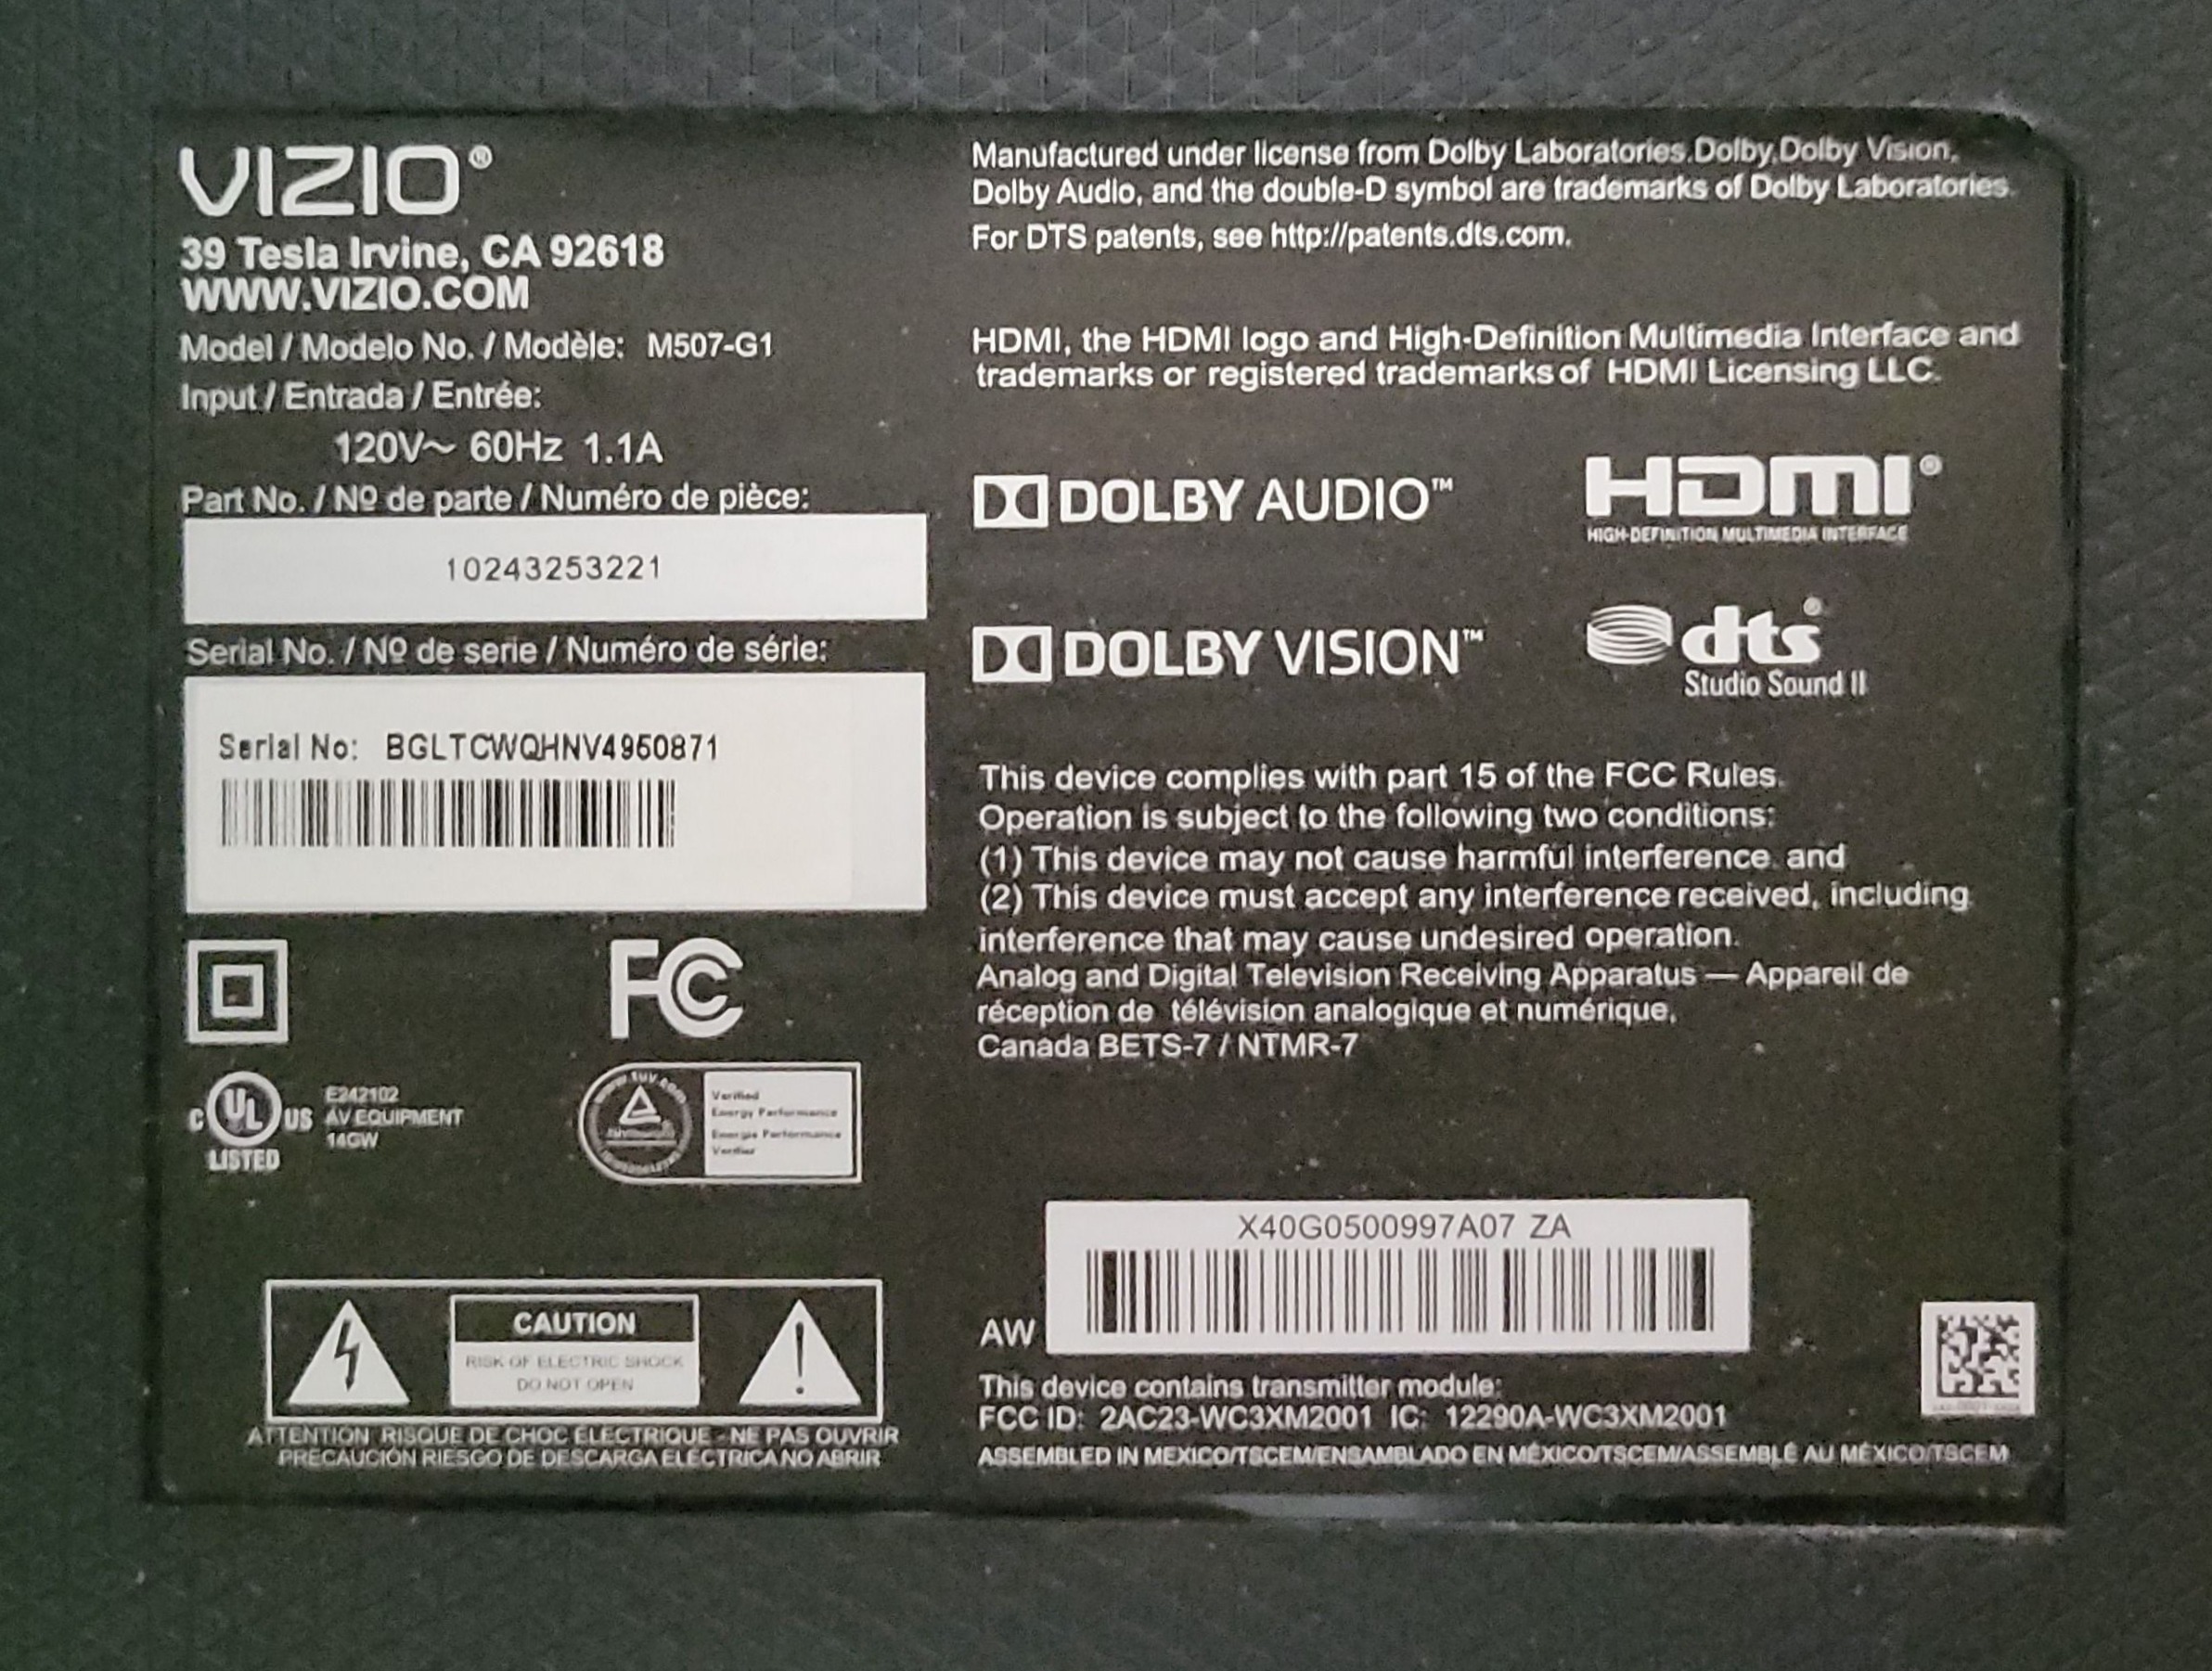 VIZIO®
39 Tesla Irvine, CA 92618
WWW.VIZIO.COM
Model / Modelo No. / Modèle: M507-G1
Input / Entrada / Entrée:
120V~ 60Hz 1.1A
Part No. / Nº de parte / Numéro de pièce:
10243253221
Serial No. / Nº de serie / Numéro de série:
Serial No: BGLTCWQHNV4950871
FC
C UL US
LISTED
E242102
AV EQUIPMENT
14GW
Verified
Energy Performance
Energie Performance
Verifier
CAUTION
RISK OF ELECTRIC SHOCK
DO NOT OPEN
ATTENTION RISQUE DE CHOC ÉLECTRIQUE - NE PAS OUVRIR
PRECAUCIÓN RIESGO DE DESCARGA ELÉCTRICA NO ABRIR
Manufactured under license from Dolby Laboratories.Dolby,Dolby Vision,
Dolby Audio, and the double-D symbol are trademarks of Dolby Laboratories.
For DTS patents, see http://patents.dts.com.
HDMI, the HDMI logo and High-Definition Multimedia Interface and
trademarks or registered trademarks of HDMI Licensing LLC.
DOLBY AUDIO™
HDMI®
HIGH-DEFINITION MULTIMEDIA INTERFACE
DOLBY VISION™
dts®
Studio Sound II
This device complies with part 15 of the FCC Rules.
Operation is subject to the following two conditions:
(1) This device may not cause harmful interference. and
(2) This device must accept any interference received, including
interference that may cause undesired operation.
Analog and Digital Television Receiving Apparatus — Appareil de
réception de télévision analogique et numérique,
Canada BETS-7 / NTMR-7
X40G0500997A07 ZA
AW
This device contains transmitter module:
FCC ID: 2AC23-WC3XM2001 IC: 12290A-WC3XM2001
ASSEMBLED IN MEXICO/TSCEM/ENSAMBLADO EN MÉXICO/TSCEM/ASSEMBLÉ AU MÉXICO/TSCEM